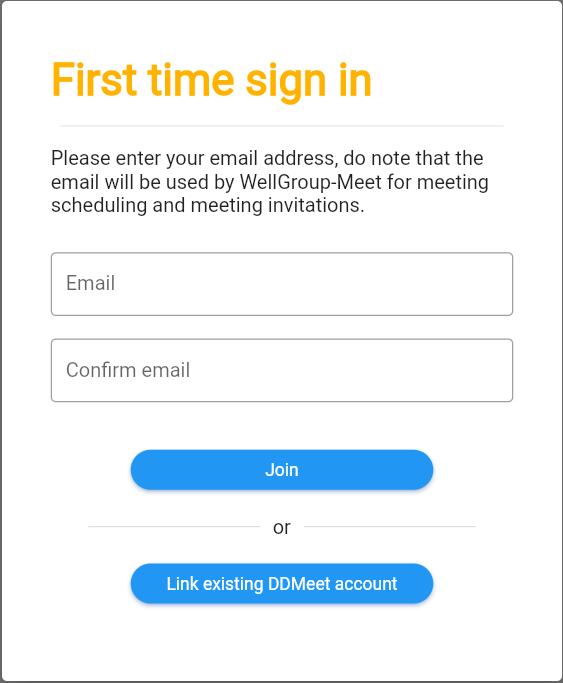 First time sign in
Please enter your email address, do note that the
email will be used by WellGroup-Meet for meeting
scheduling and meeting invitations.
Email
Confirm email
Join
or
Link existing DDMeet account